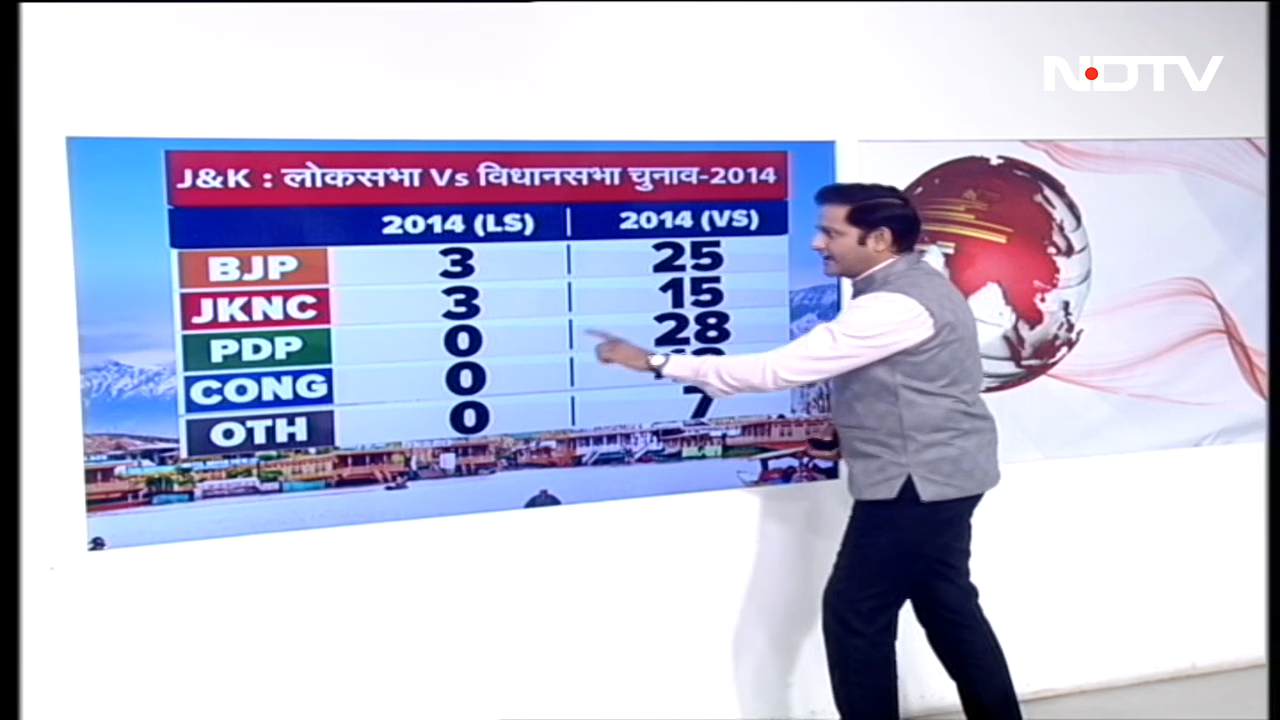 NDTV
J&K : लोकसभा Vs विधानसभा चुनाव-2014
2014 (LS) | 2014 (VS)
BJP 3 25
JKNC 3 15
PDP 0 28
CONG 0
OTH 0 7